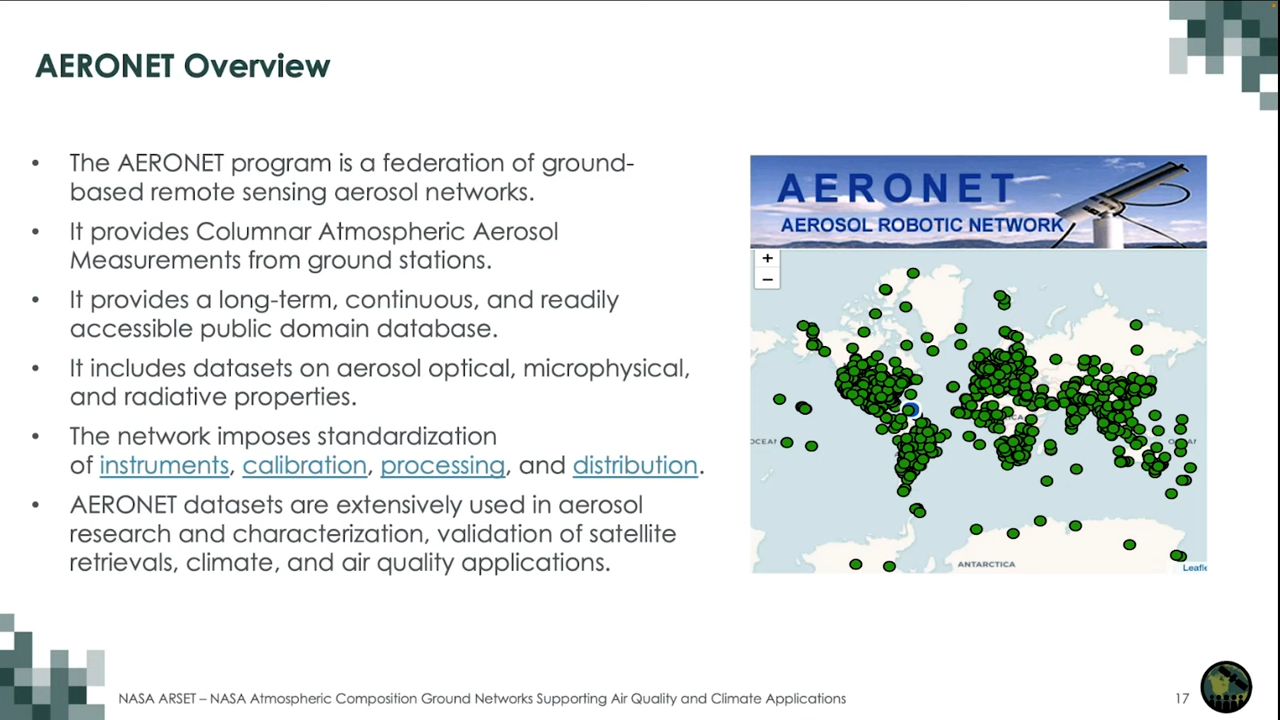 AERONET Overview
• The AERONET program is a federation of ground-
based remote sensing aerosol networks.
• It provides Columnar Atmospheric Aerosol
Measurements from ground stations.
• It provides a long-term, continuous, and readily
accessible public domain database.
• It includes datasets on aerosol optical, microphysical,
and radiative properties.
• The network imposes standardization
of instruments, calibration, processing, and distribution.
• AERONET datasets are extensively used in aerosol
research and characterization, validation of satellite
retrievals, climate, and air quality applications.
AERONET
AEROSOL ROBOTIC NETWORK
+
−
ANTARCTICA
NASA ARSET – NASA Atmospheric Composition Ground Networks Supporting Air Quality and Climate Applications
17